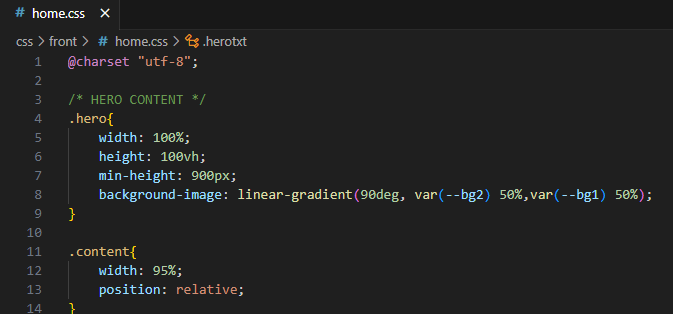 # home.css ×
css > front > # home.css > .herotxt
1 @charset "utf-8";
2
3 /* HERO CONTENT */
4 .hero{
5 width: 100%;
6 height: 100vh;
7 min-height: 900px;
8 background-image: linear-gradient(90deg, var(--bg2) 50%,var(--bg1) 50%);
9 }
10
11 .content{
12 width: 95%;
13 position: relative;
14 }